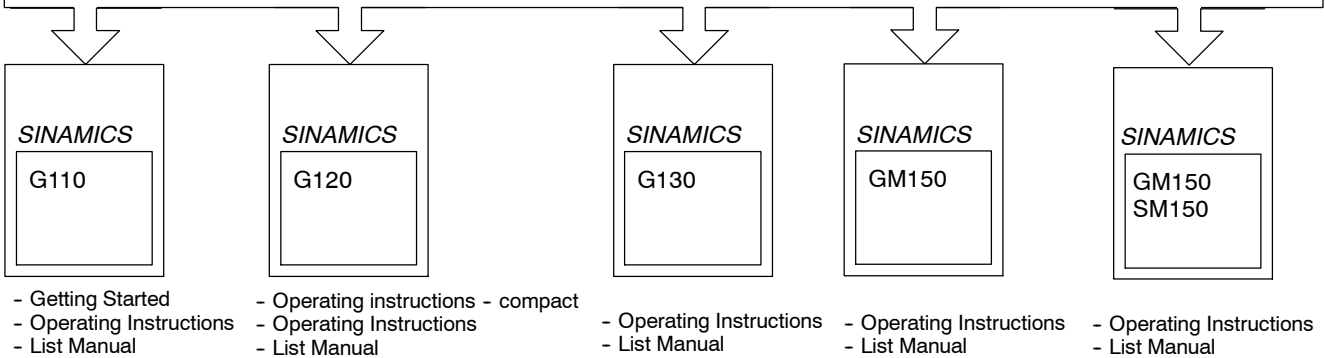 SINAMICS
G110
- Getting Started
- Operating Instructions
- List Manual
SINAMICS
G120
- Operating instructions - compact
- Operating Instructions
- List Manual
SINAMICS
G130
- Operating Instructions
- List Manual
SINAMICS
GM150
- Operating Instructions
- List Manual
SINAMICS
GM150
SM150
- Operating Instructions
- List Manual